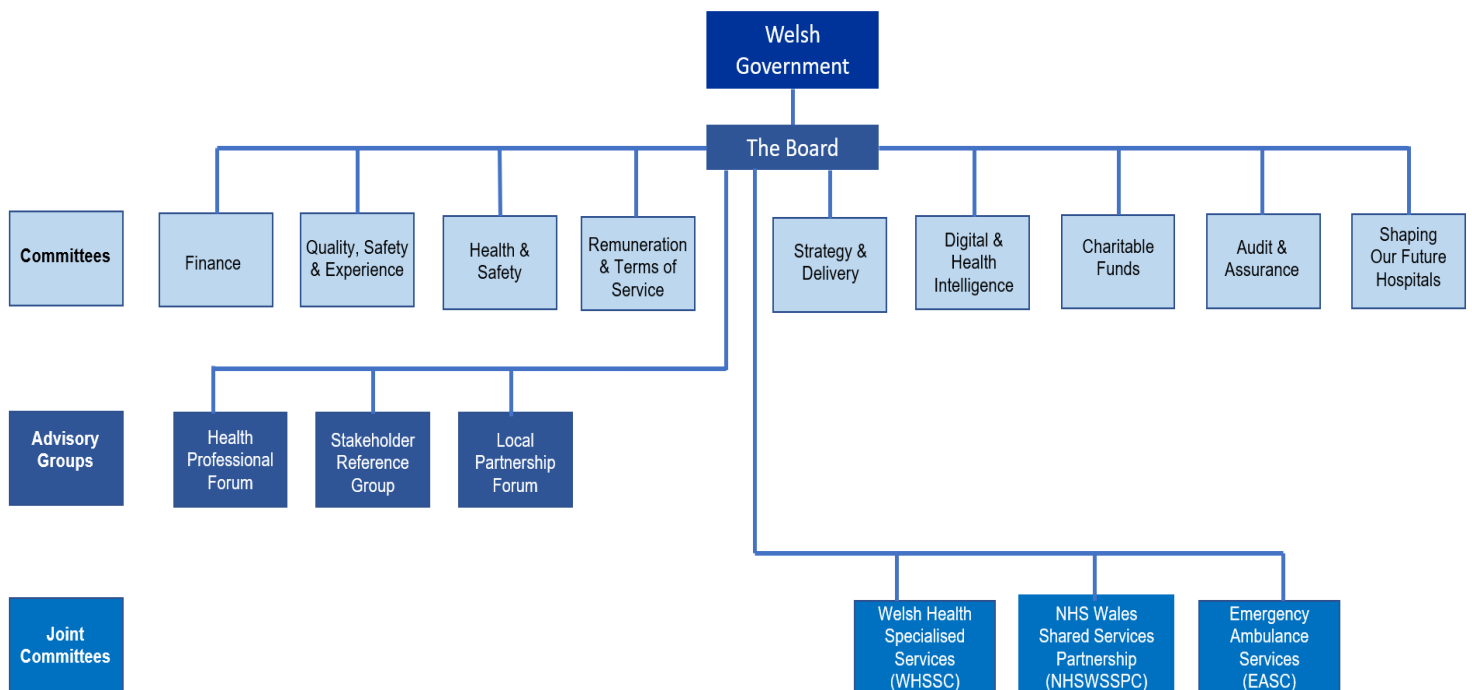 Welsh
Government
The Board
Committees
Finance
Quality, Safety
& Experience
Health &
Safety
Remuneration
& Terms of
Service
Strategy &
Delivery
Digital &
Health
Intelligence
Charitable
Funds
Audit &
Assurance
Shaping
Our Future
Hospitals
Advisory
Groups
Health
Professional
Forum
Stakeholder
Reference
Group
Local
Partnership
Forum
Joint
Committees
Welsh Health
Specialised
Services
(WHSSC)
NHS Wales
Shared Services
Partnership
(NHSWSSPC)
Emergency
Ambulance
Services
(EASC)